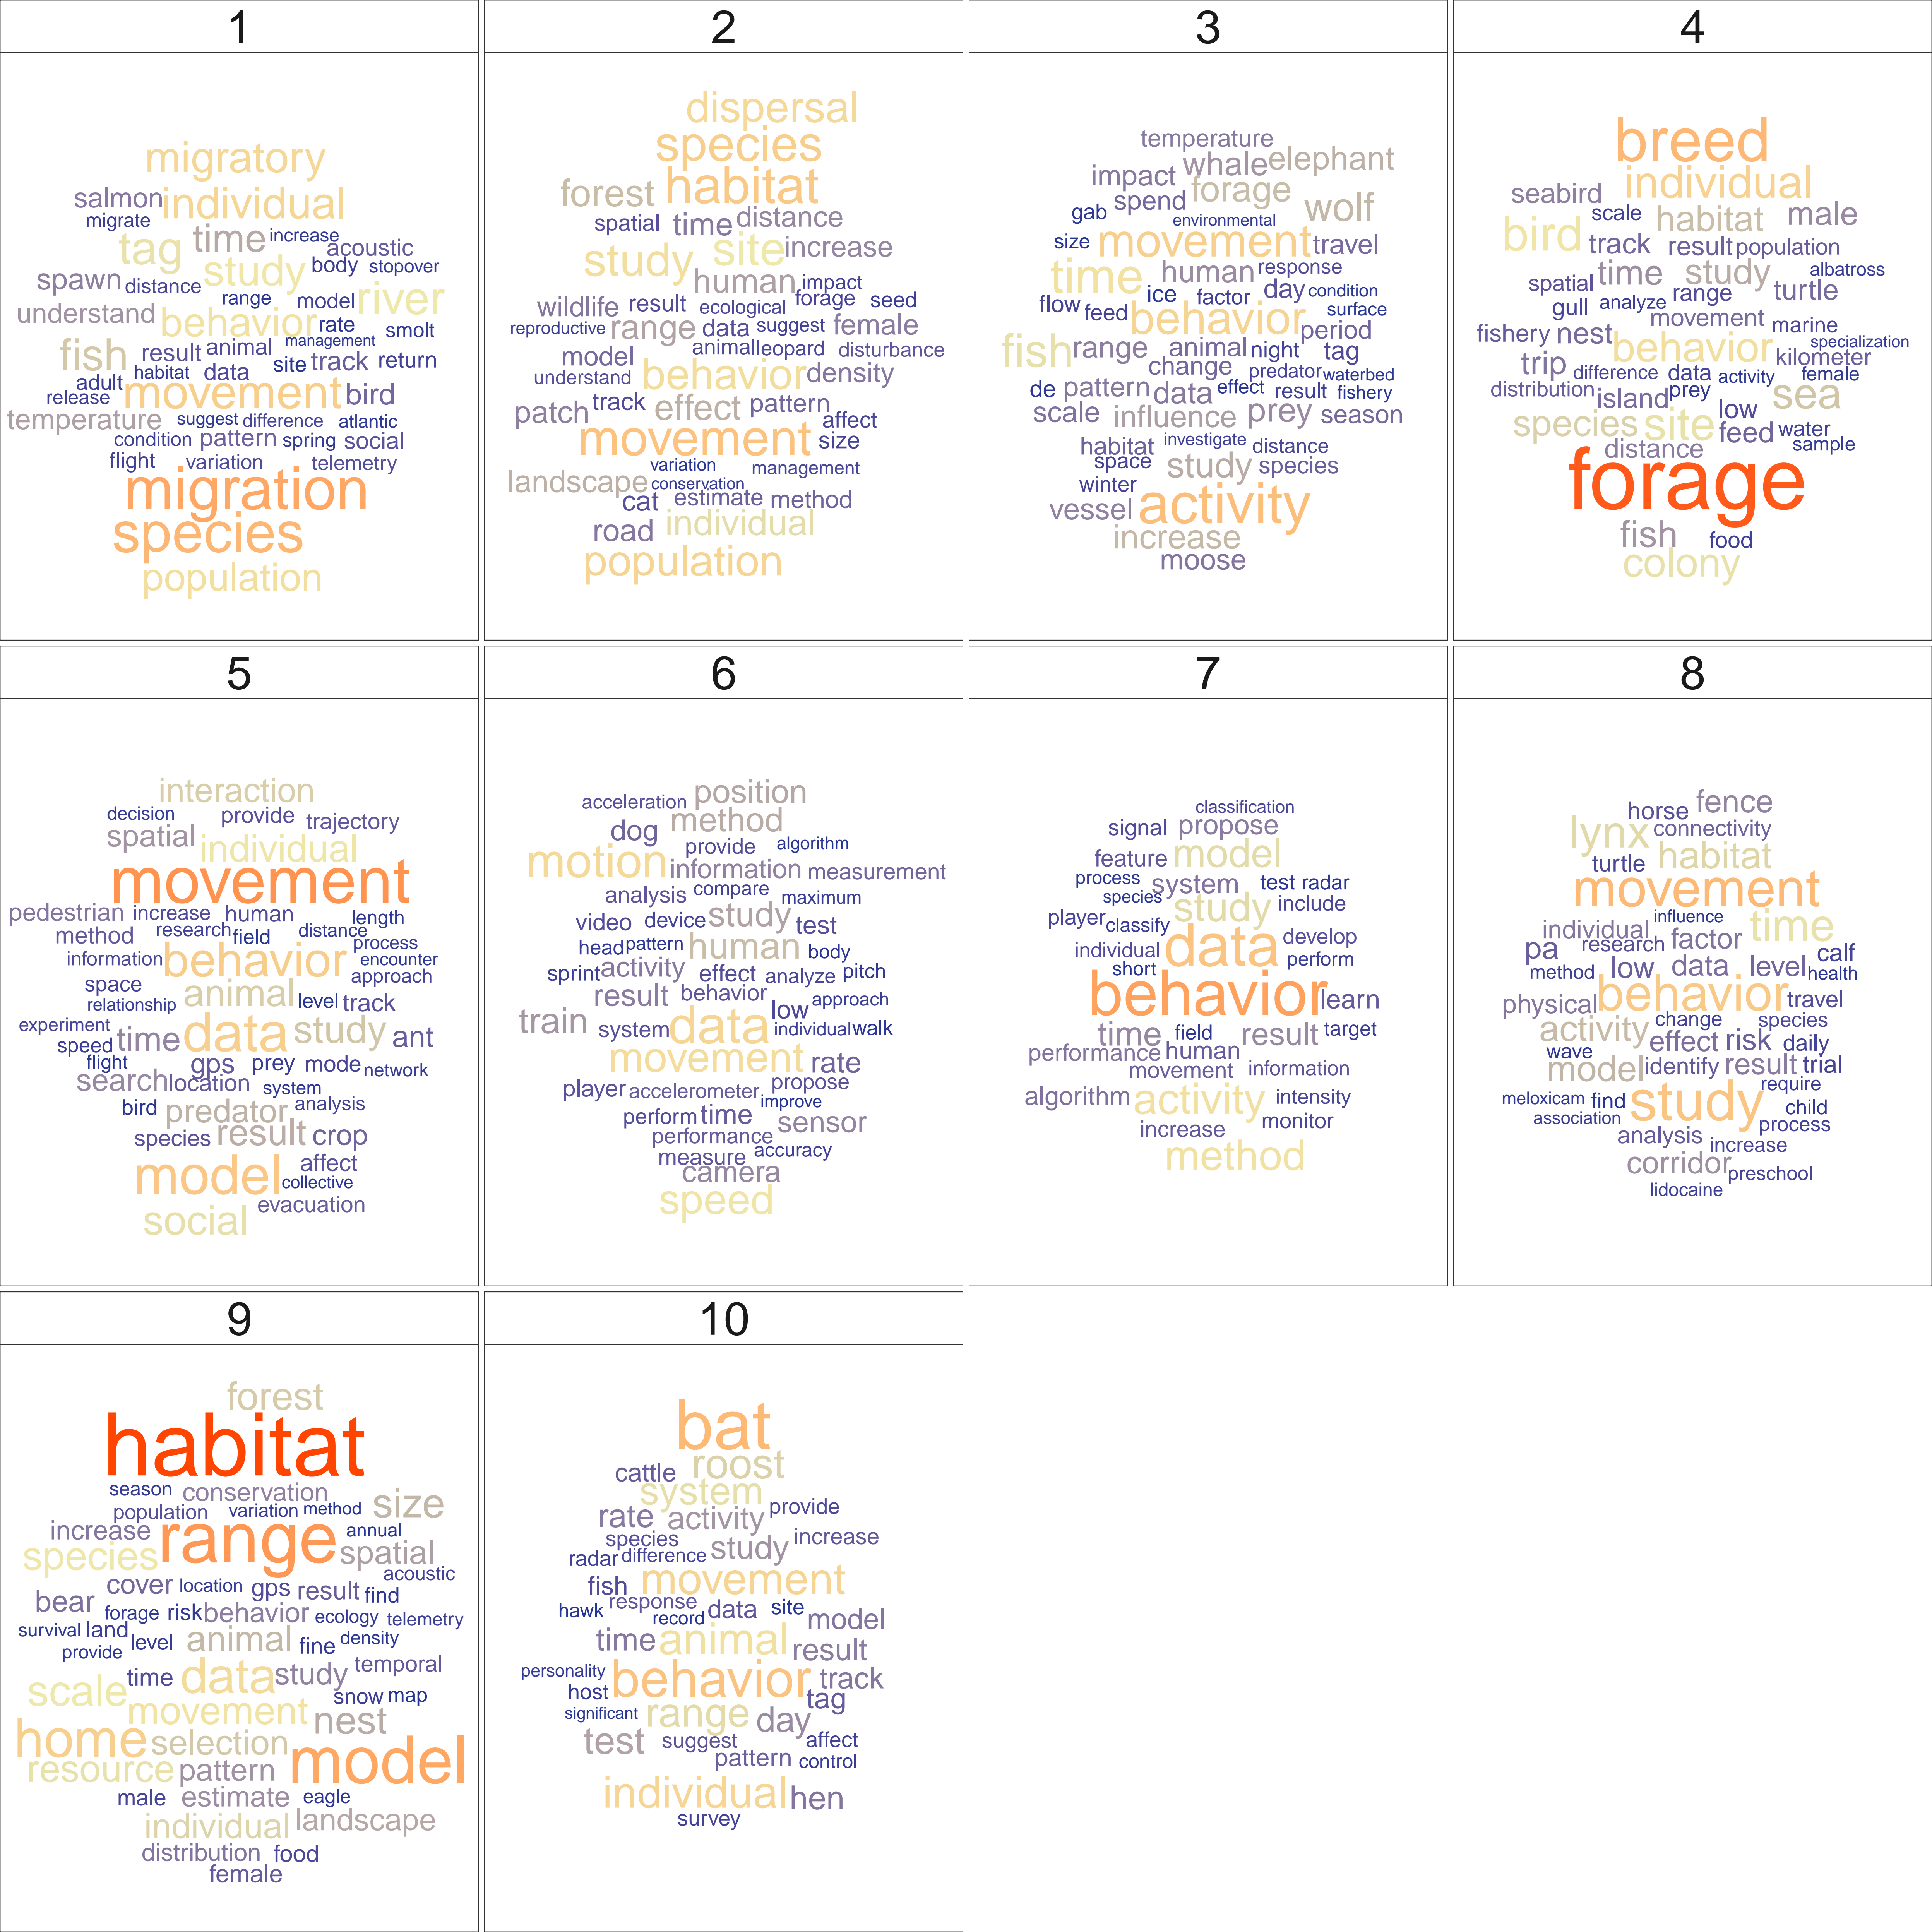 1
migratory
salmon individual
migrate
tag time increase acoustic
study body stopover
spawn distance
range model river
understand behavior rate smolt
management
fish result animal site track return
habitat data
adult
release movement bird
temperature suggest difference atlantic
condition pattern spring social
flight variation telemetry
migration
species
population
2
dispersal
species
forest habitat
spatial time distance
study site increase
human impact
wildlife result ecological forage seed
reproductive range data suggest female
model animal leopard disturbance
understand behavior density
patch track effect pattern affect
movement size
variation management
landscape conservation
cat estimate method
road individual
population
3
temperature
whale elephant
impact forage
spend wolf
gab environmental
size movement travel
time human response
flow feed ice factor day condition
behavior surface
period
fish range animal night tag
change predator waterbed
de pattern data effect result fishery
scale influence prey season
habitat investigate distance
space study species
winter
vessel activity
increase
moose
4
breed
seabird individual
scale habitat male
bird track result population
spatial time study albatross
gull analyze range turtle
movement marine
fishery nest behavior specialization
trip kilometer
difference data activity female
distribution island prey sea
low
species site feed water
distance sample
forage
fish food
colony
5
interaction
decision provide trajectory
spatial individual
movement
pedestrian increase human length
method research field distance
process
information behavior encounter
approach
space animal level track
relationship
experiment time data study ant
speed
flight gps prey mode network
search location system
bird predator analysis
species result crop
model affect
collective
social evacuation
6
acceleration position
dog method
provide algorithm
motion information measurement
analysis compare maximum
video device study test
head pattern human body
sprint activity effect analyze pitch
result behavior low approach
train system data individual walk
movement rate
player accelerometer propose
improve
perform time sensor
performance
measure accuracy
camera
speed
7
classification
signal propose
feature model
process system test radar
species study include
player classify
individual data develop
short perform
behavior learn
time field result target
performance human
movement information
algorithm activity intensity
increase monitor
method
8
horse fence
lynx connectivity
turtle habitat
movement
individual influence time
pa research factor calf
method low data level health
physical behavior travel
activity change species
wave effect risk daily
model identify result trial
require
meloxicam find study child
association process
analysis increase
corridor preschool
lidocaine
9
forest
habitat
season conservation size
population variation method
increase range annual
species spatial
acoustic
cover location gps result find
bear forage risk behavior ecology telemetry
survival land level animal fine density
provide
time data study temporal
scale snow map
movement nest
home selection
resource pattern model
male estimate eagle
individual landscape
distribution food
female
10
bat
cattle roost
system
rate activity provide
species study increase
radar difference
fish movement
hawk response data site
record model
time animal result
personality behavior track
host tag
significant range day
test suggest affect
pattern control
individual hen
survey